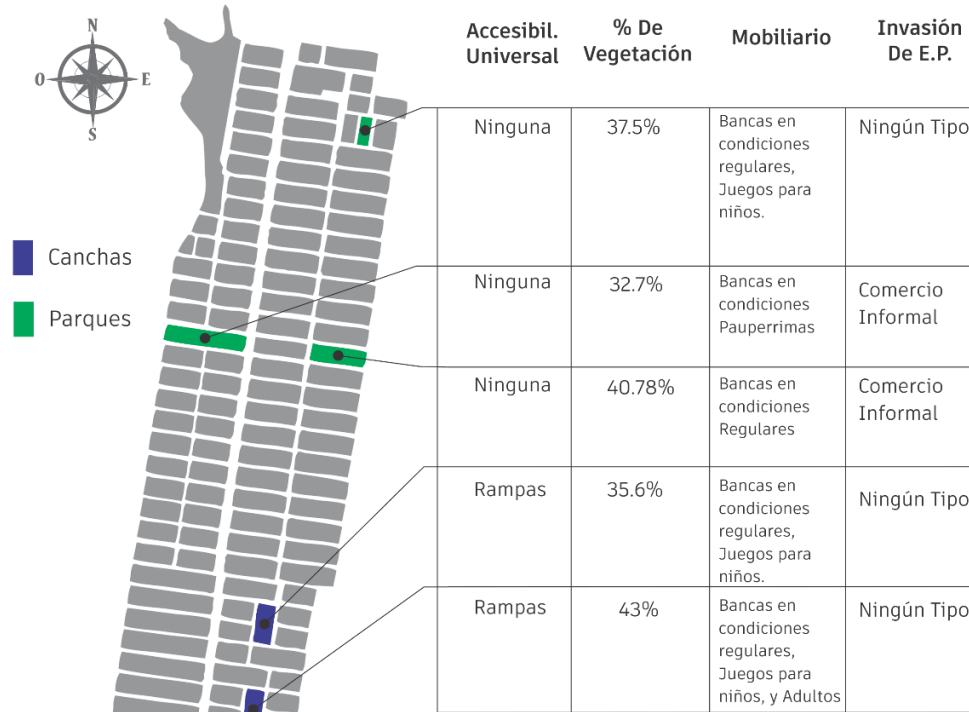 N
O
E
S
Canchas
Parques
Accesibil.
Universal
% De
Vegetación
Mobiliario
Invasión
De E.P.
Ninguna
37.5%
Bancas en
condiciones
regulares,
Juegos para
niños.
Ningún Tipo
Ninguna
32.7%
Bancas en
condiciones
Pauperrimas
Comercio
Informal
Ninguna
40.78%
Bancas en
condiciones
Regulares
Comercio
Informal
Rampas
35.6%
Bancas en
condiciones
regulares,
Juegos para
niños.
Ningún Tipo
Rampas
43%
Bancas en
condiciones
regulares,
Juegos para
niños, y Adultos
Ningún Tipo